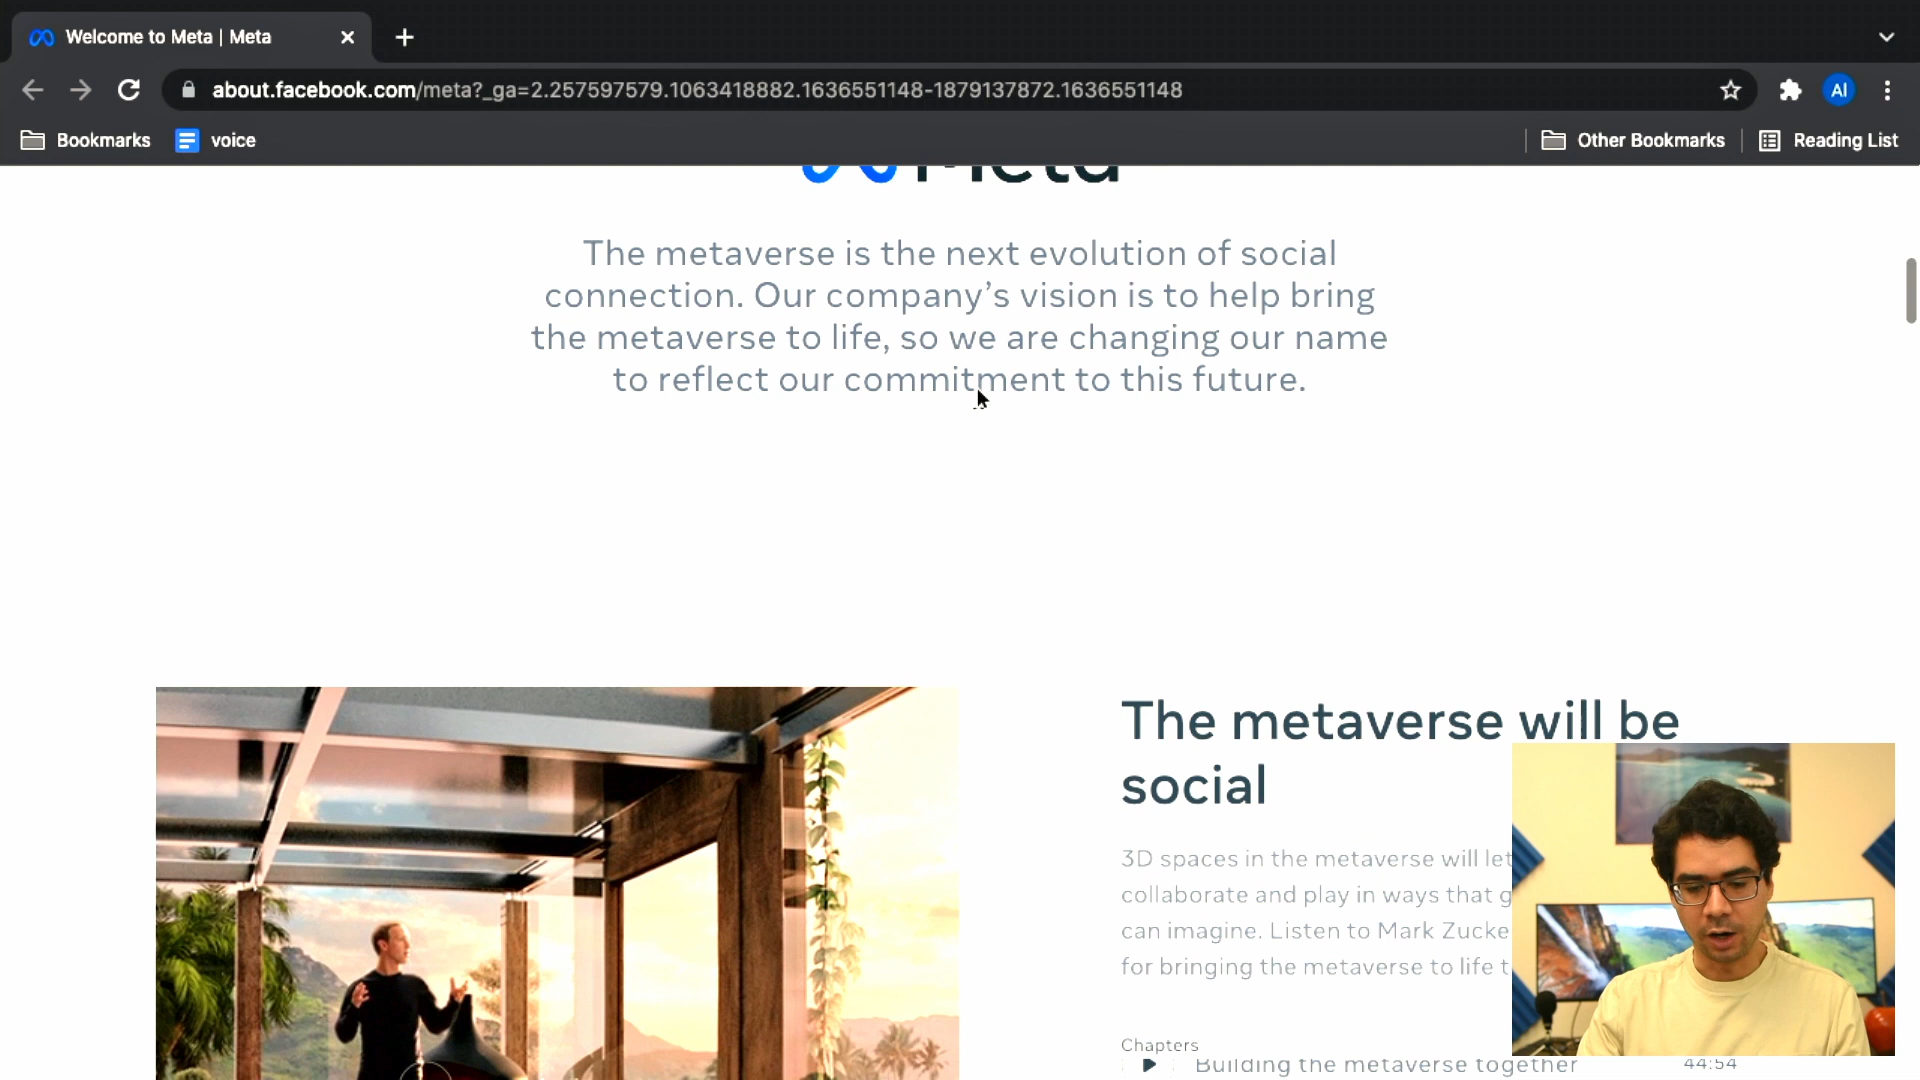 Welcome to Meta | Meta
about.facebook.com/meta?_ga=2.257597579.1063418882.1636551148-1879137872.1636551148
AI
Bookmarks
voice
Other Bookmarks
Reading List
Meta
The metaverse is the next evolution of social
connection. Our company’s vision is to help bring
the metaverse to life, so we are changing our name
to reflect our commitment to this future.
The metaverse will be
social
3D spaces in the metaverse will let
collaborate and play in ways that g
can imagine. Listen to Mark Zucke
for bringing the metaverse to life t
Chapters
Building the metaverse together
44:54